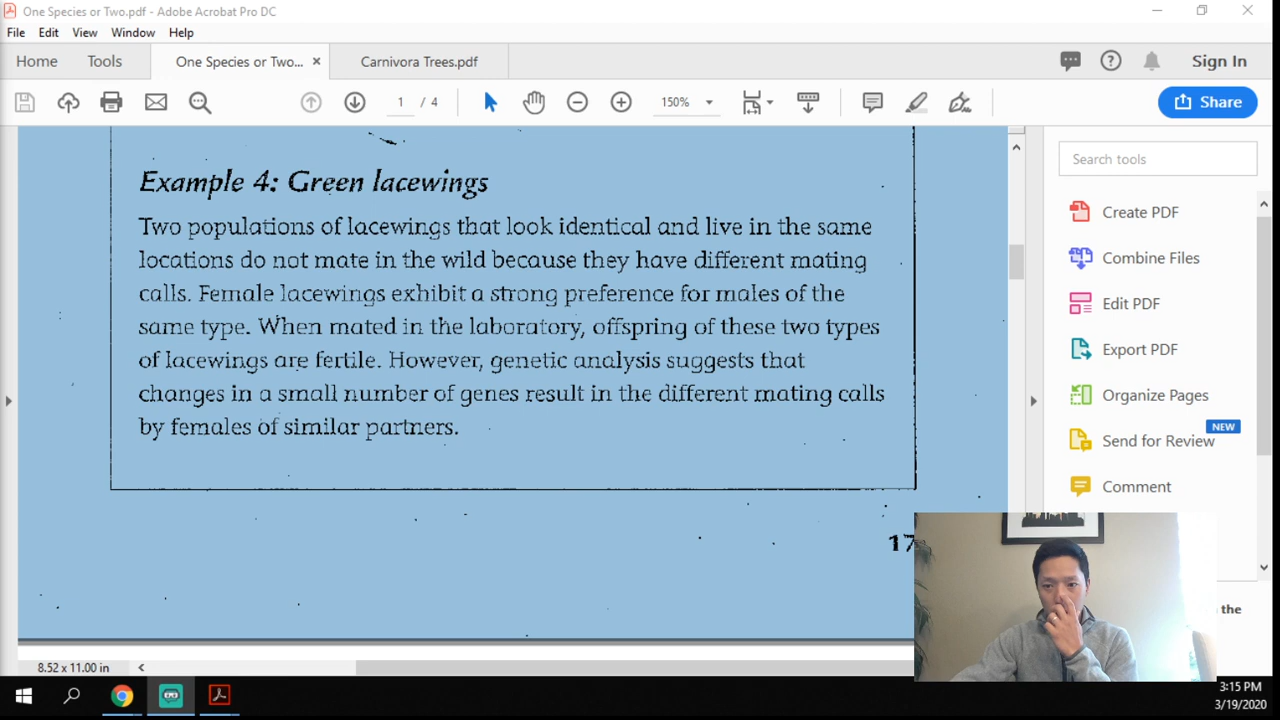 One Species or Two.pdf - Adobe Acrobat Pro DC
File Edit View Window Help
Home Tools One Species or Two... × Carnivora Trees.pdf Sign In
1 / 4 150% Share
Example 4: Green lacewings
Two populations of lacewings that look identical and live in the same
locations do not mate in the wild because they have different mating
calls. Female lacewings exhibit a strong preference for males of the
same type. When mated in the laboratory, offspring of these two types
of lacewings are fertile. However, genetic analysis suggests that
changes in a small number of genes result in the different mating calls
by females of similar partners.
17
8.52 x 11.00 in
Search tools
Create PDF
Combine Files
Edit PDF
Export PDF
Organize Pages
NEW
Send for Review
Comment
the
3:15 PM
3/19/2020